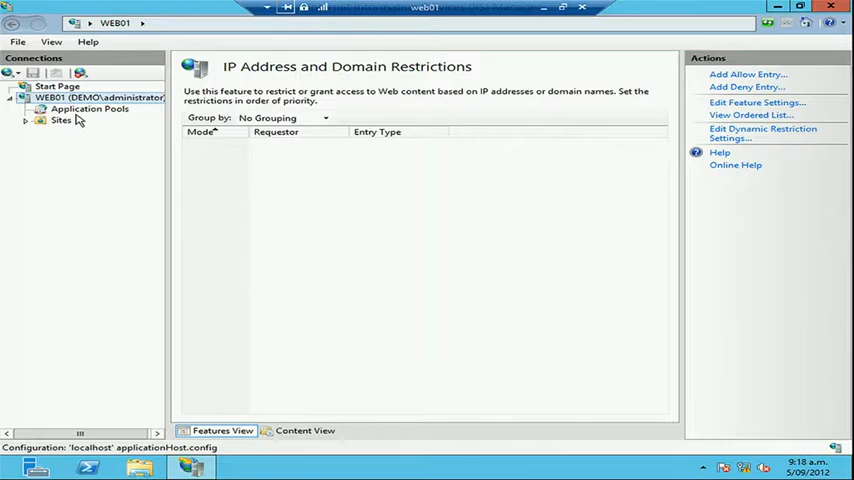 web01
WEB01
File View Help
Connections
Start Page
WEB01 (DEMO\administrator)
Application Pools
Sites
IP Address and Domain Restrictions
Use this feature to restrict or grant access to Web content based on IP addresses or domain names. Set the
restrictions in order of priority.
Group by: No Grouping
Mode Requestor Entry Type
Features View Content View
Actions
Add Allow Entry...
Add Deny Entry...
Edit Feature Settings...
View Ordered List...
Edit Dynamic Restriction
Settings...
Help
Online Help
Configuration: 'localhost' applicationHost.config
9:18 a.m.
5/09/2012